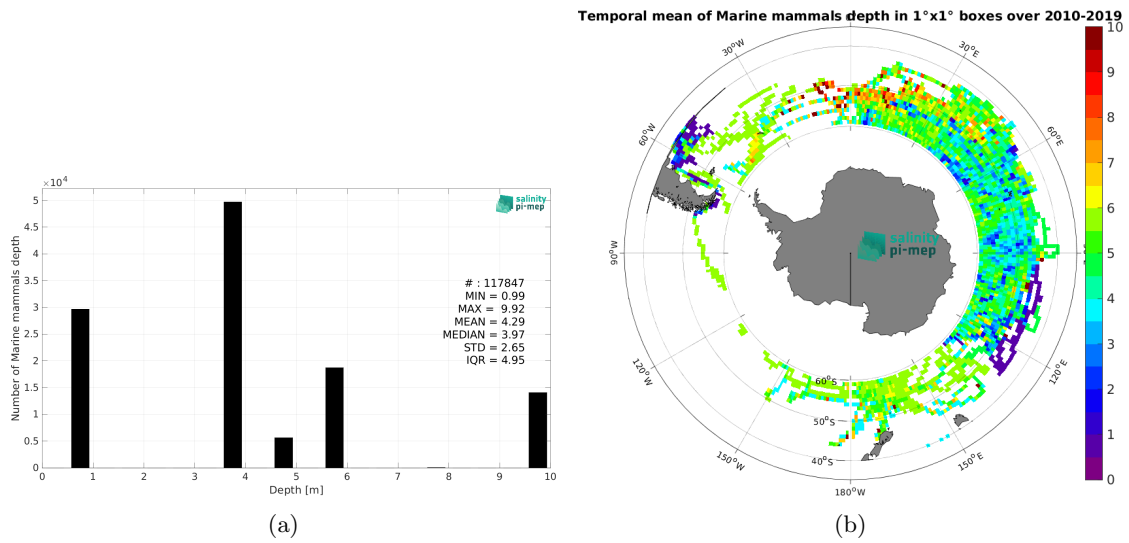 Temporal mean of Marine mammals depth in 1°x1° boxes over 2010-2019
×10⁴
5
4.5
4
3.5
3
2.5
2
1.5
1
0.5
0
Number of Marine mammals depth
salinity
pi-mep
# : 117847
MIN = 0.99
MAX = 9.92
MEAN = 4.29
MEDIAN = 3.97
STD = 2.65
IQR = 4.95
0 1 2 3 4 5 6 7 8 9 10
Depth [m]
(a)
30°W
30°E
60°W
60°E
90°W
120°W
120°E
150°W
150°E
180°W
60°S
50°S
40°S
salinity
pi-mep
10
9
8
7
6
5
4
3
2
1
0
(b)